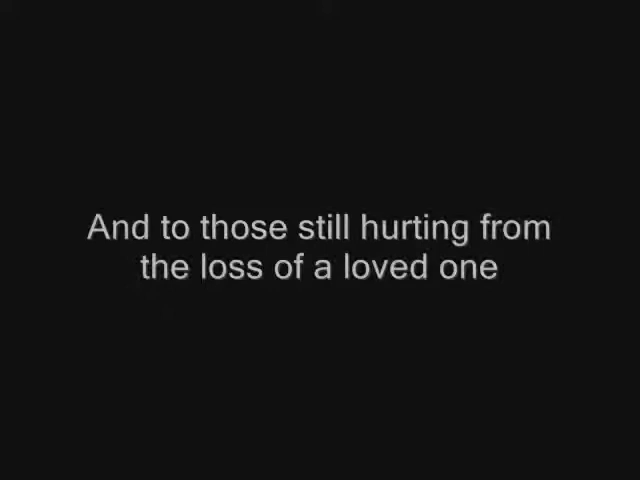 And to those still hurting from
the loss of a loved one